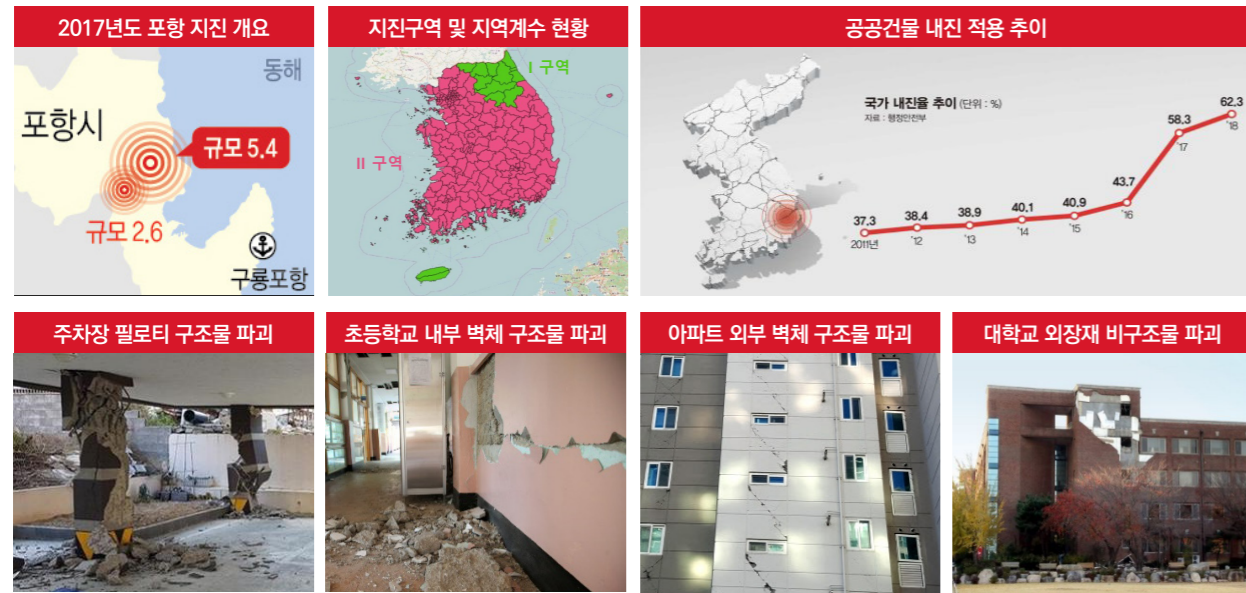 2017년도 포항 지진 개요
동해
포항시
규모 5.4
규모 2.6
구룡포항
지진구역 및 지역계수 현황
I 구역
II 구역
공공건물 내진 적용 추이
국가 내진율 추이 (단위 : %)
자료 : 행정안전부
37.3
38.4
38.9
40.1
40.9
43.7
58.3
62.3
2011년
'12
'13
'14
'15
'16
'17
'18
주차장 필로티 구조물 파괴
초등학교 내부 벽체 구조물 파괴
아파트 외부 벽체 구조물 파괴
대학교 외장재 비구조물 파괴